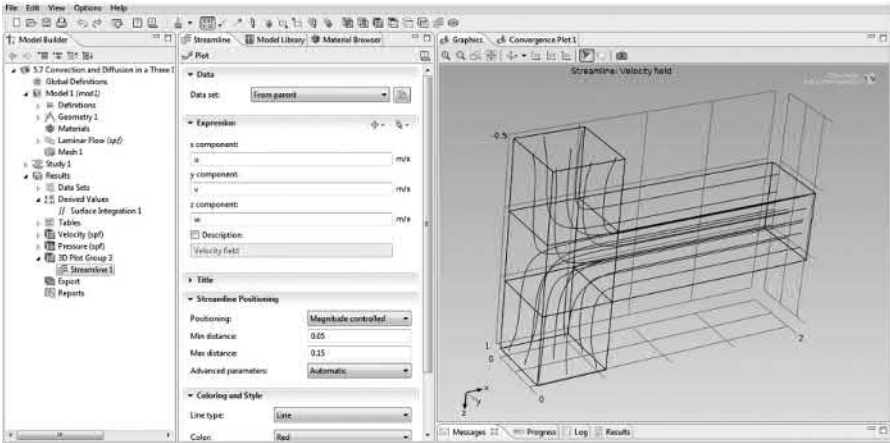 File Edit View Options Help
Model Builder
5.7 Convection and Diffusion in a Three
Global Definitions
Model 1 (mod1)
Definitions
Geometry 1
Materials
Laminar Flow (spf)
Mesh 1
Study 1
Results
Data Sets
Derived Values
Surface Integration 1
Tables
Velocity (spf)
Pressure (spf)
3D Plot Group 3
Streamline 1
Export
Reports
Streamline Model Library Material Browser
Plot
Data
Data set: From parent
Expression
x component:
u m/s
y component:
v m/s
z component:
w m/s
Description:
Velocity field
Title
Streamline Positioning
Positioning: Magnitude controlled
Min distance: 0.05
Max distance: 0.15
Advanced parameters: Automatic
Coloring and Style
Line type: Line
Color: Red
Graphics Convergence Plot 1
Streamline: Velocity field
-0.5
1
0
0
2
x
y
z
Messages Progress Log Results